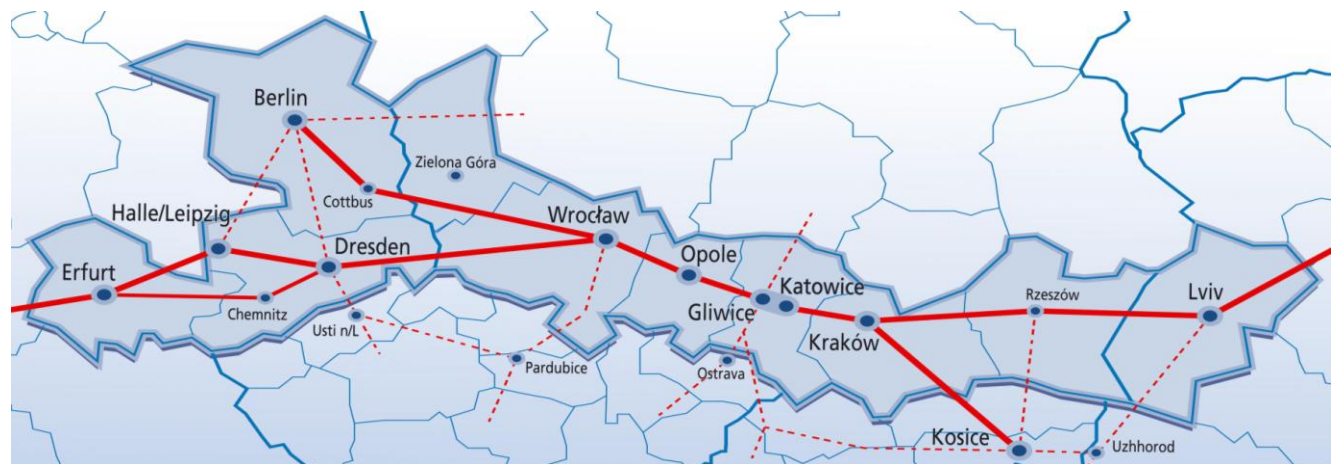 Berlin
Zielona Góra
Cottbus
Halle/Leipzig
Wrocław
Dresden
Opole
Erfurt
Katowice
Rzeszów
Lviv
Chemnitz
Gliwice
Usti n/L
Kraków
Pardubice
Ostrava
Kosice
Uzhhorod